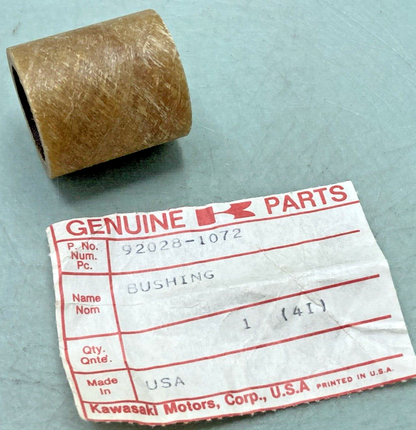 GENUINE PARTS
P. No.
Num.
Pc.
92028-1072
Name
Nom
BUSHING
1 (4I)
Qty.
Qnte.
Made
In
USA
Kawasaki Motors, Corp., U.S.A PRINTED IN U.S.A.